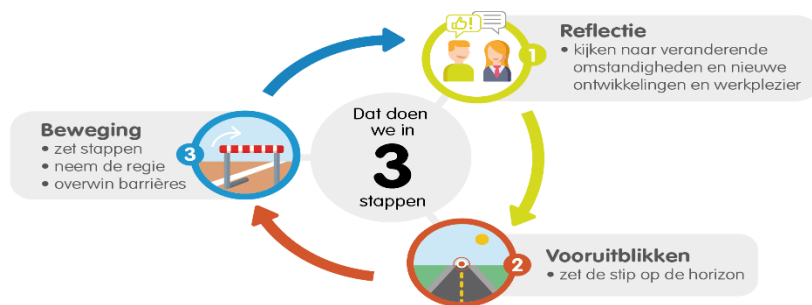 Dat doen
we in
3
stappen
!
1
Reflectie
• kijken naar veranderende
omstandigheden en nieuwe
ontwikkelingen en werkplezier
2
Vooruitblikken
• zet de stip op de horizon
3
Beweging
• zet stappen
• neem de regie
• overwin barrières